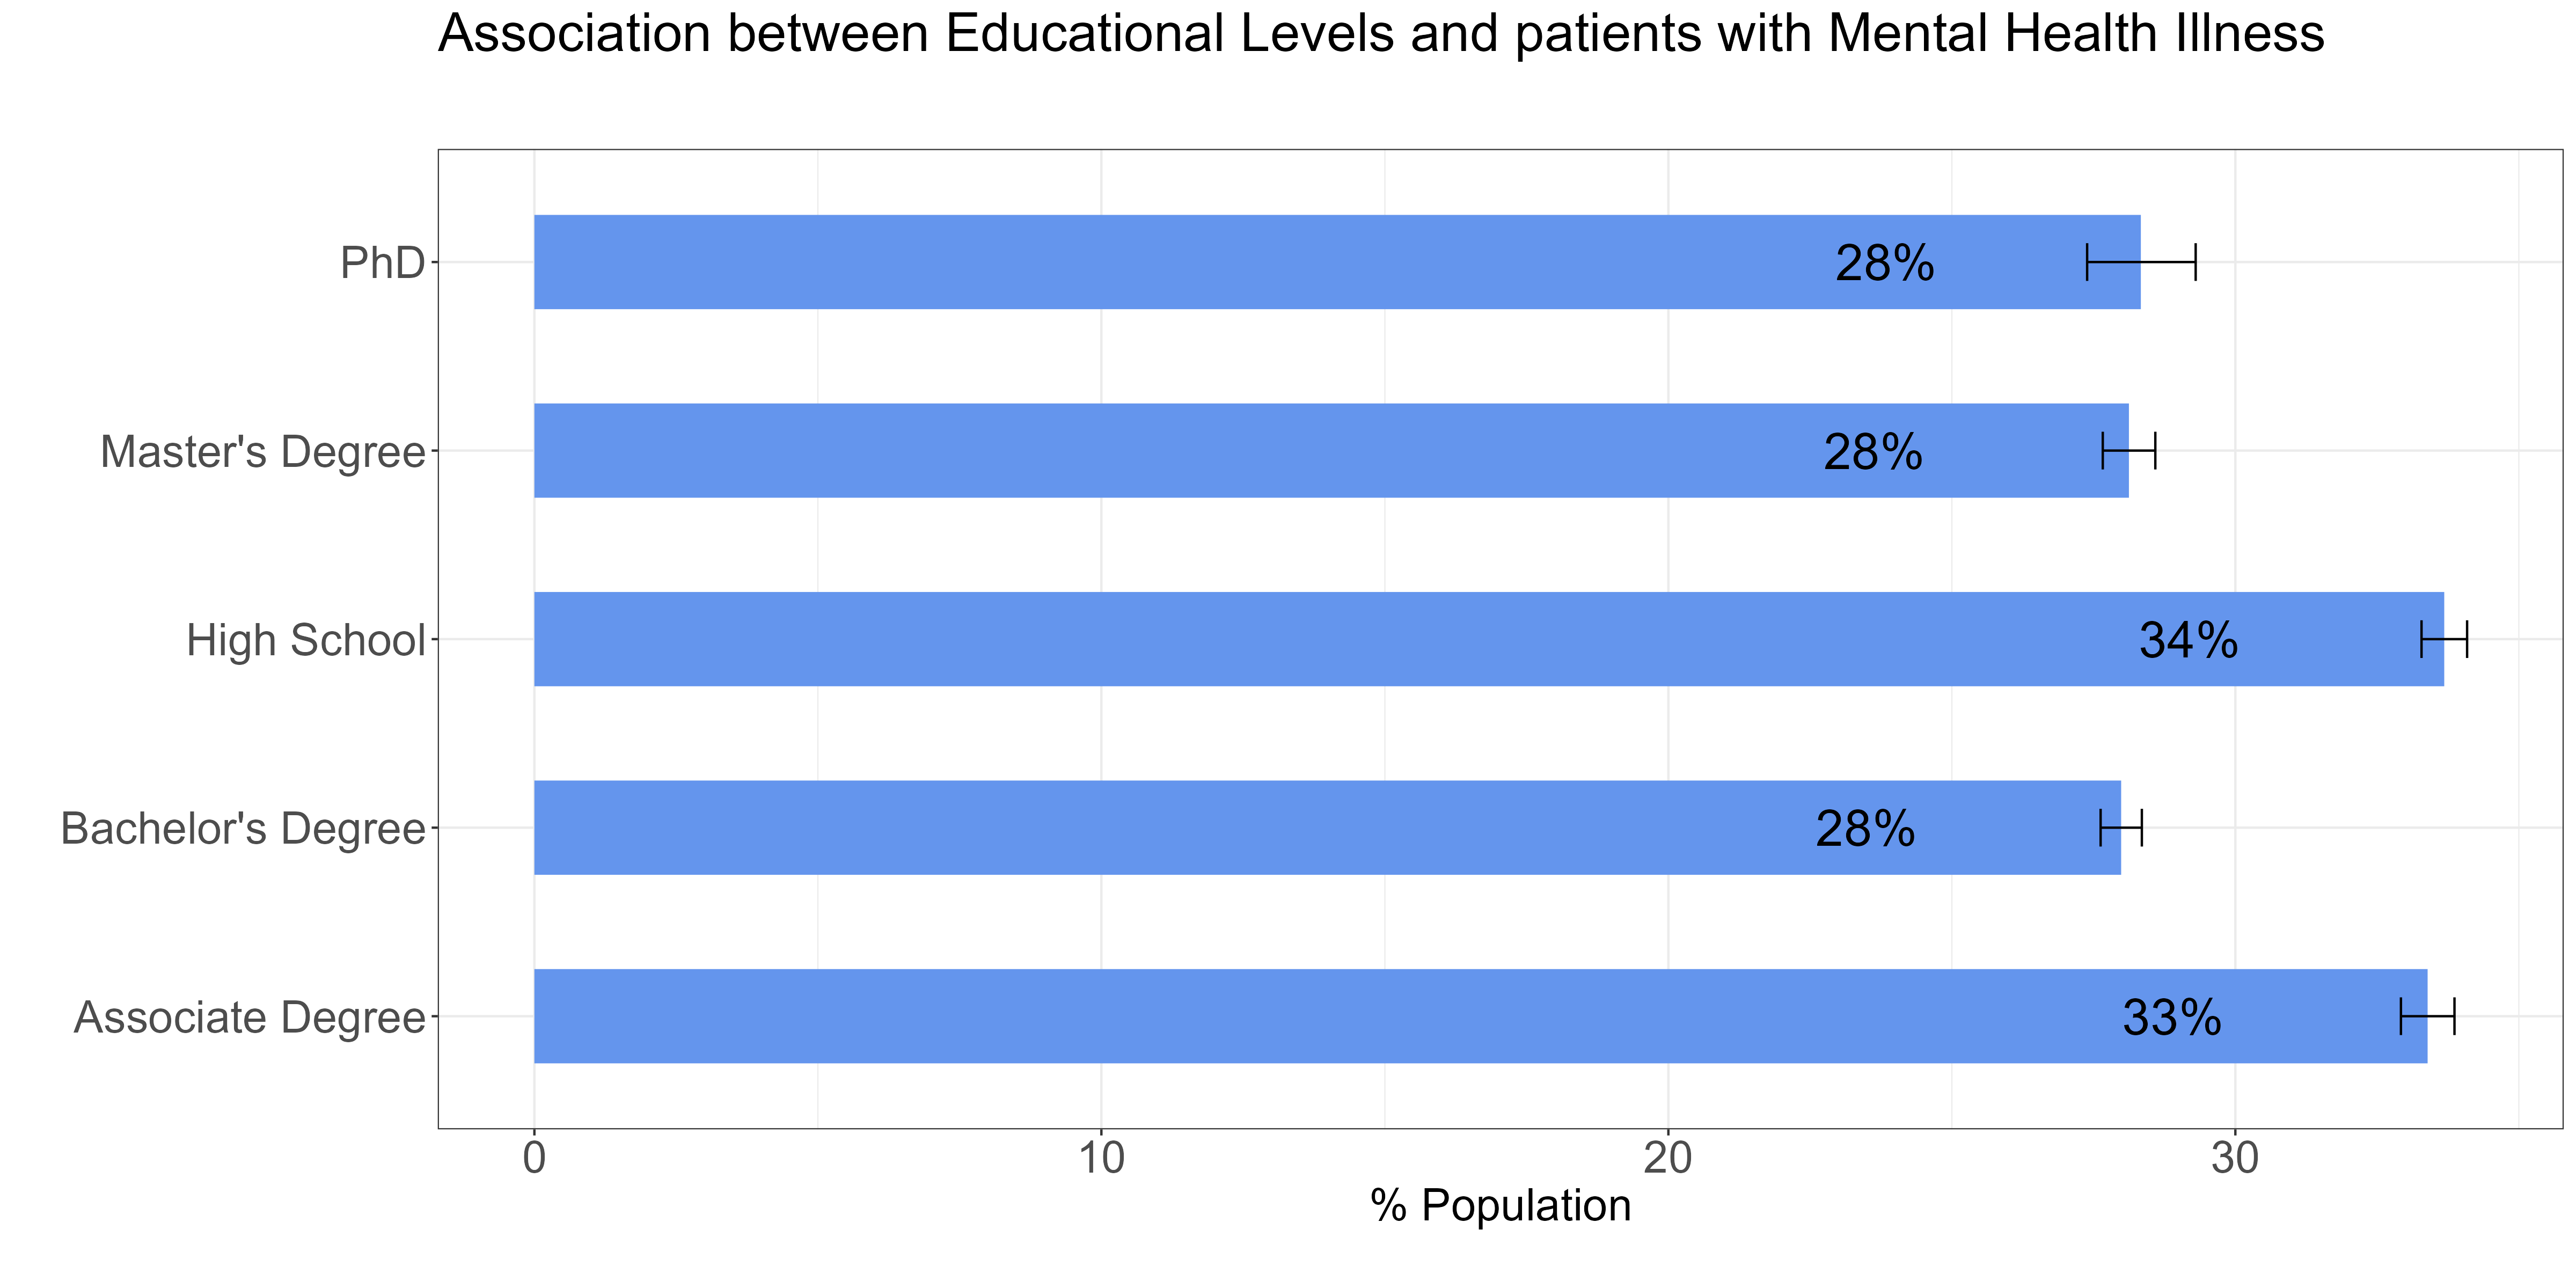 Association between Educational Levels and patients with Mental Health Illness
PhD
28%
Master's Degree
28%
High School
34%
Bachelor's Degree
28%
Associate Degree
33%
0 10 20 30
% Population